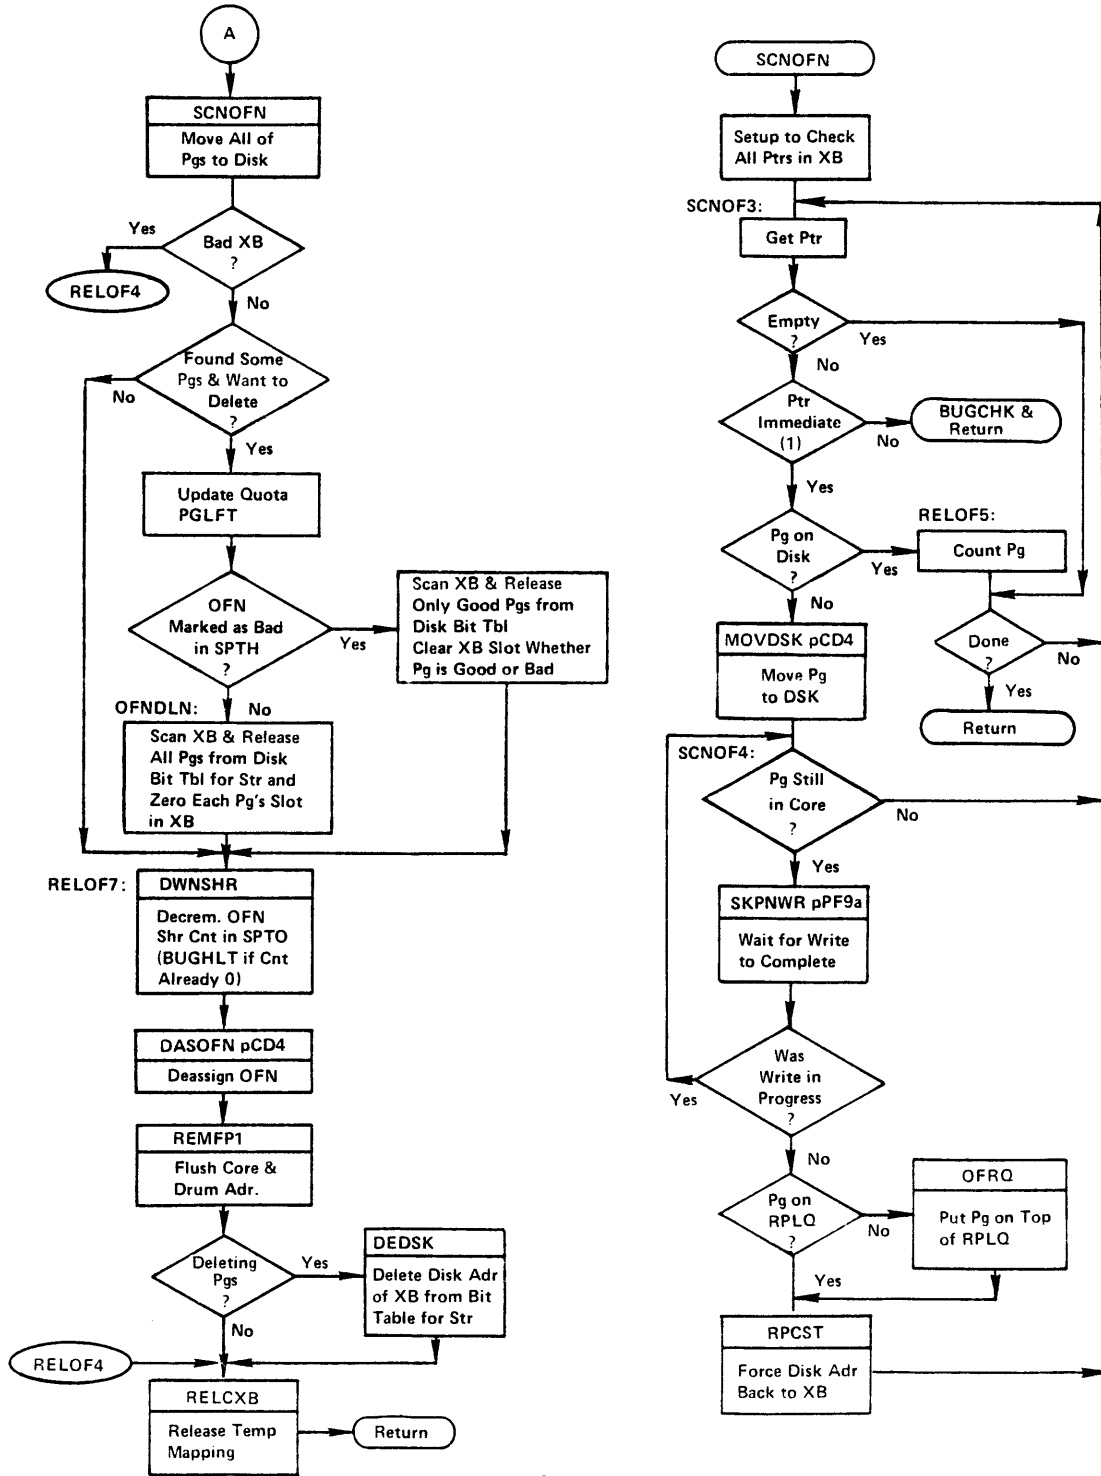 A
SCNOFN
Move All of
Pgs to Disk
Yes
Bad XB
?
RELOF4
No
Found Some
Pgs & Want to
Delete
?
No
Yes
Update Quota
PGLFT
OFN
Marked as Bad
in SPTH
?
Yes
Scan XB & Release
Only Good Pgs from
Disk Bit Tbl
Clear XB Slot Whether
Pg is Good or Bad
OFNDLN:
No
Scan XB & Release
All Pgs from Disk
Bit Tbl for Str and
Zero Each Pg's Slot
in XB
RELOF7:
DWNSHR
Decrem. OFN
Shr Cnt in SPTO
(BUGHLT if Cnt
Already 0)
DASOFN pCD4
Deassign OFN
REMFP1
Flush Core &
Drum Adr.
Deleting
Pgs
?
Yes
DEDSK
Delete Disk Adr
of XB from Bit
Table for Str
No
RELOF4
RELCXB
Release Temp
Mapping
Return
SCNOFN
Setup to Check
All Ptrs in XB
SCNOF3:
Get Ptr
Empty
?
Yes
No
Ptr
Immediate
(1)
No
BUGCHK &
Return
Yes
RELOF5:
Pg on
Disk
?
Yes
Count Pg
No
Done
?
No
Yes
Return
MOVDSK pCD4
Move Pg
to DSK
SCNOF4:
Pg Still
in Core
?
No
Yes
SKPNWR pPF9a
Wait for Write
to Complete
Was
Write in
Progress
?
Yes
No
Pg on
RPLQ
?
No
OFRQ
Put Pg on Top
of RPLQ
Yes
RPCST
Force Disk Adr
Back to XB